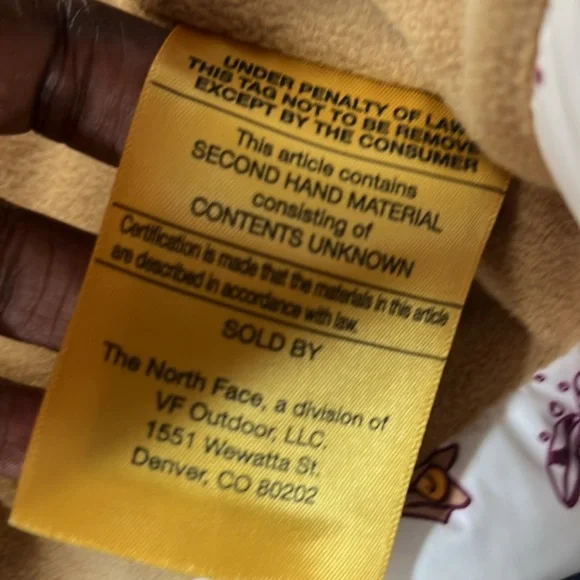 UNDER PENALTY OF LAW
THIS TAG NOT TO BE REMOVE
EXCEPT BY THE CONSUMER
This article contains
SECOND HAND MATERIAL
consisting of
CONTENTS UNKNOWN
Certification is made that the materials in this article
are described in accordance with law.
SOLD BY
The North Face, a division of
VF Outdoor, LLC.
1551 Wewatta St.
Denver, CO 80202